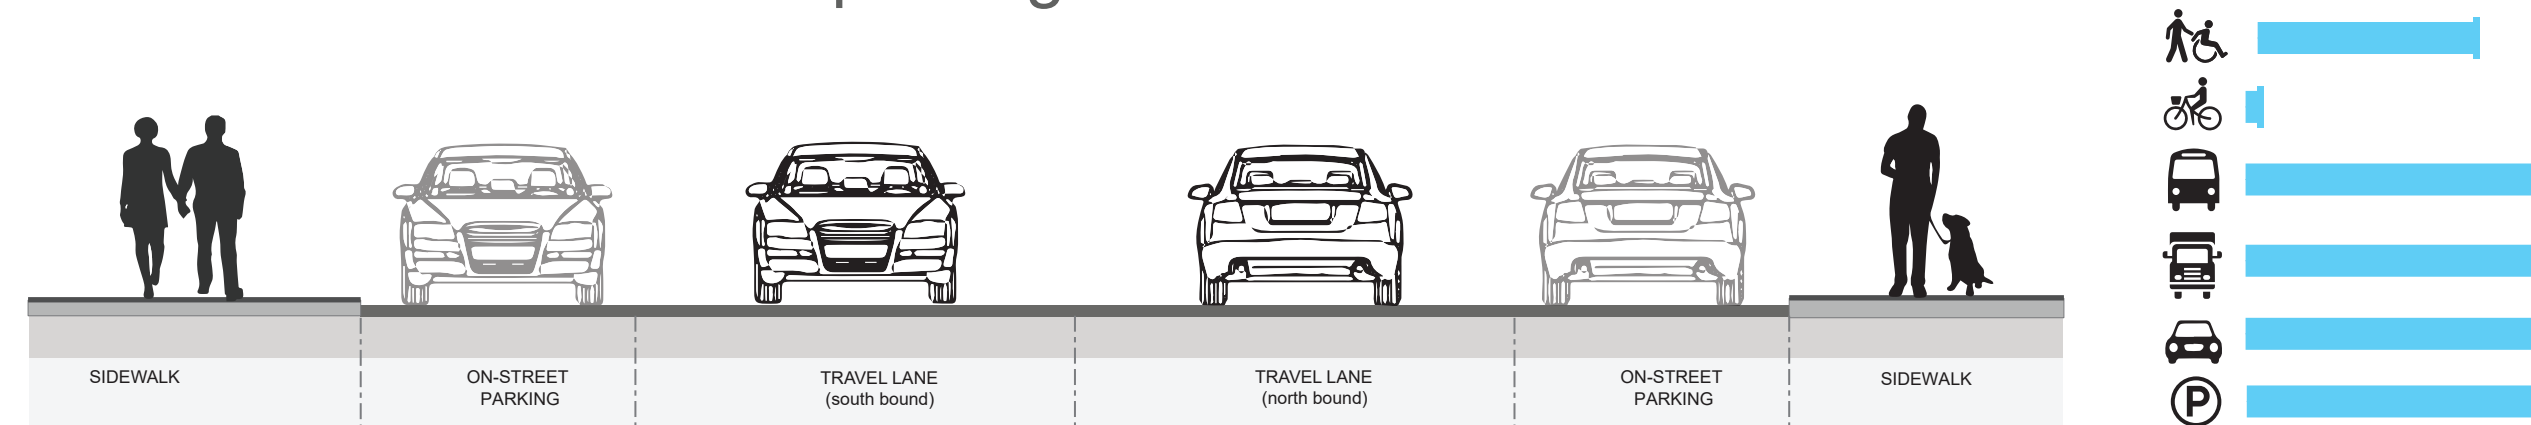 SIDEWALK
ON-STREET
PARKING
TRAVEL LANE
(south bound)
TRAVEL LANE
(north bound)
ON-STREET
PARKING
SIDEWALK
P